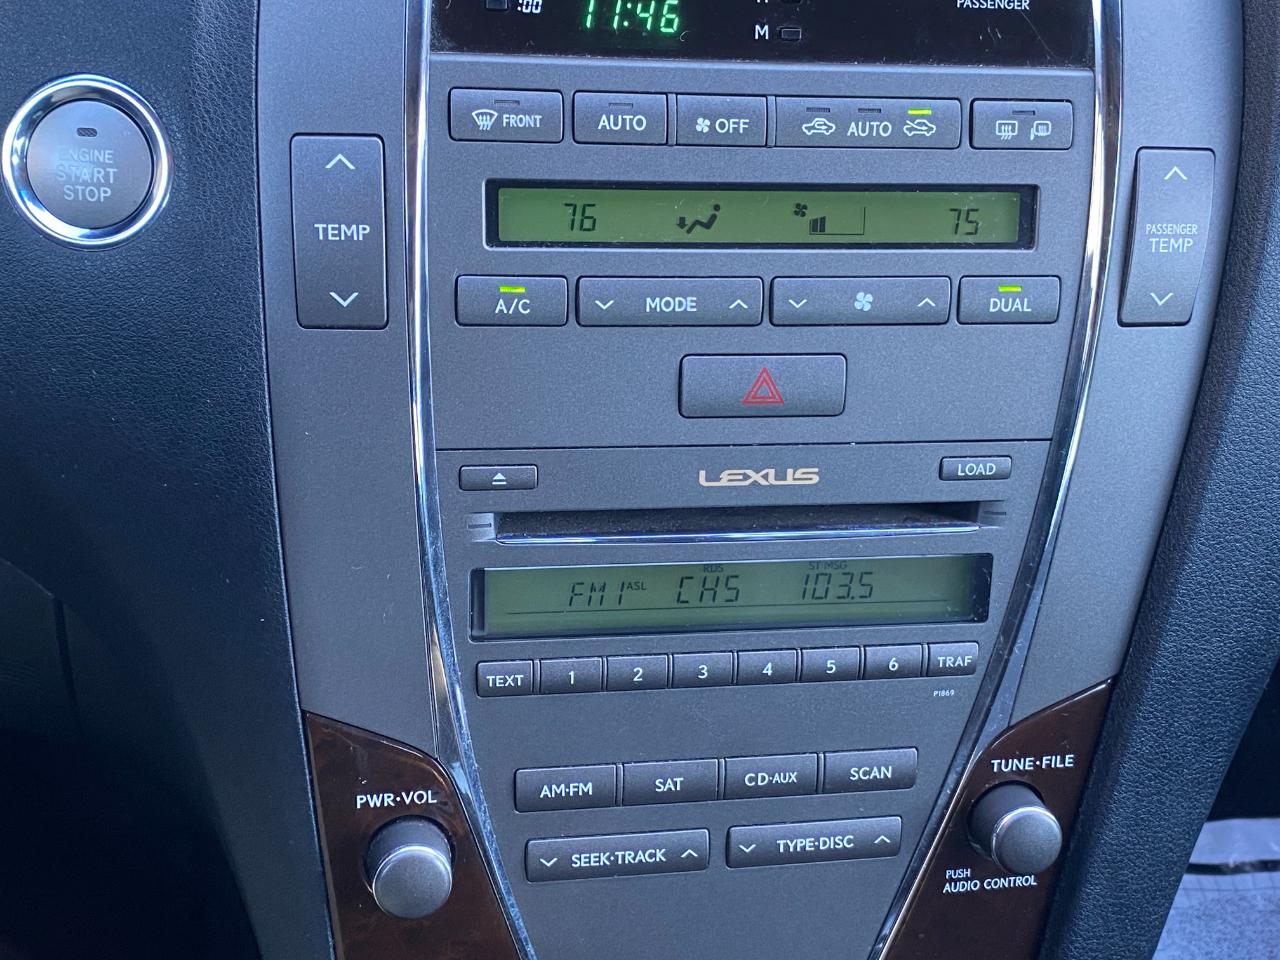 :00
11:46
M
PASSENGER
ENGINE
START
STOP
FRONT
AUTO
OFF
AUTO
TEMP
76
75
PASSENGER
TEMP
A/C
MODE
DUAL
LEXUS
LOAD
RDS
ST MSG
FM1 ASL CH5 103.5
TEXT 1 2 3 4 5 6 TRAF
P1869
AM·FM SAT CD·AUX SCAN
PWR·VOL
TUNE·FILE
SEEK·TRACK
TYPE·DISC
PUSH
AUDIO CONTROL